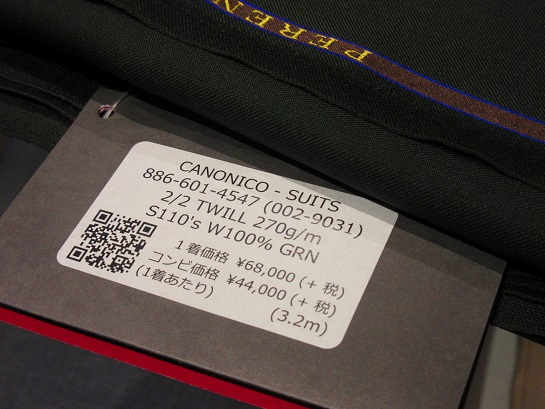 PEREN
CANONICO - SUITS
886-601-4547 (002-9031)
2/2 TWILL 270g/m
S110's W100% GRN
1着価格 ¥68,000 (+ 税)
コンビ価格 ¥44,000 (+ 税)
(1着あたり)
(3.2m)